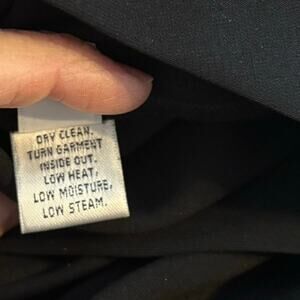 DRY CLEAN.
TURN GARMENT
INSIDE OUT.
LOW HEAT,
LOW MOISTURE,
LOW STEAM.